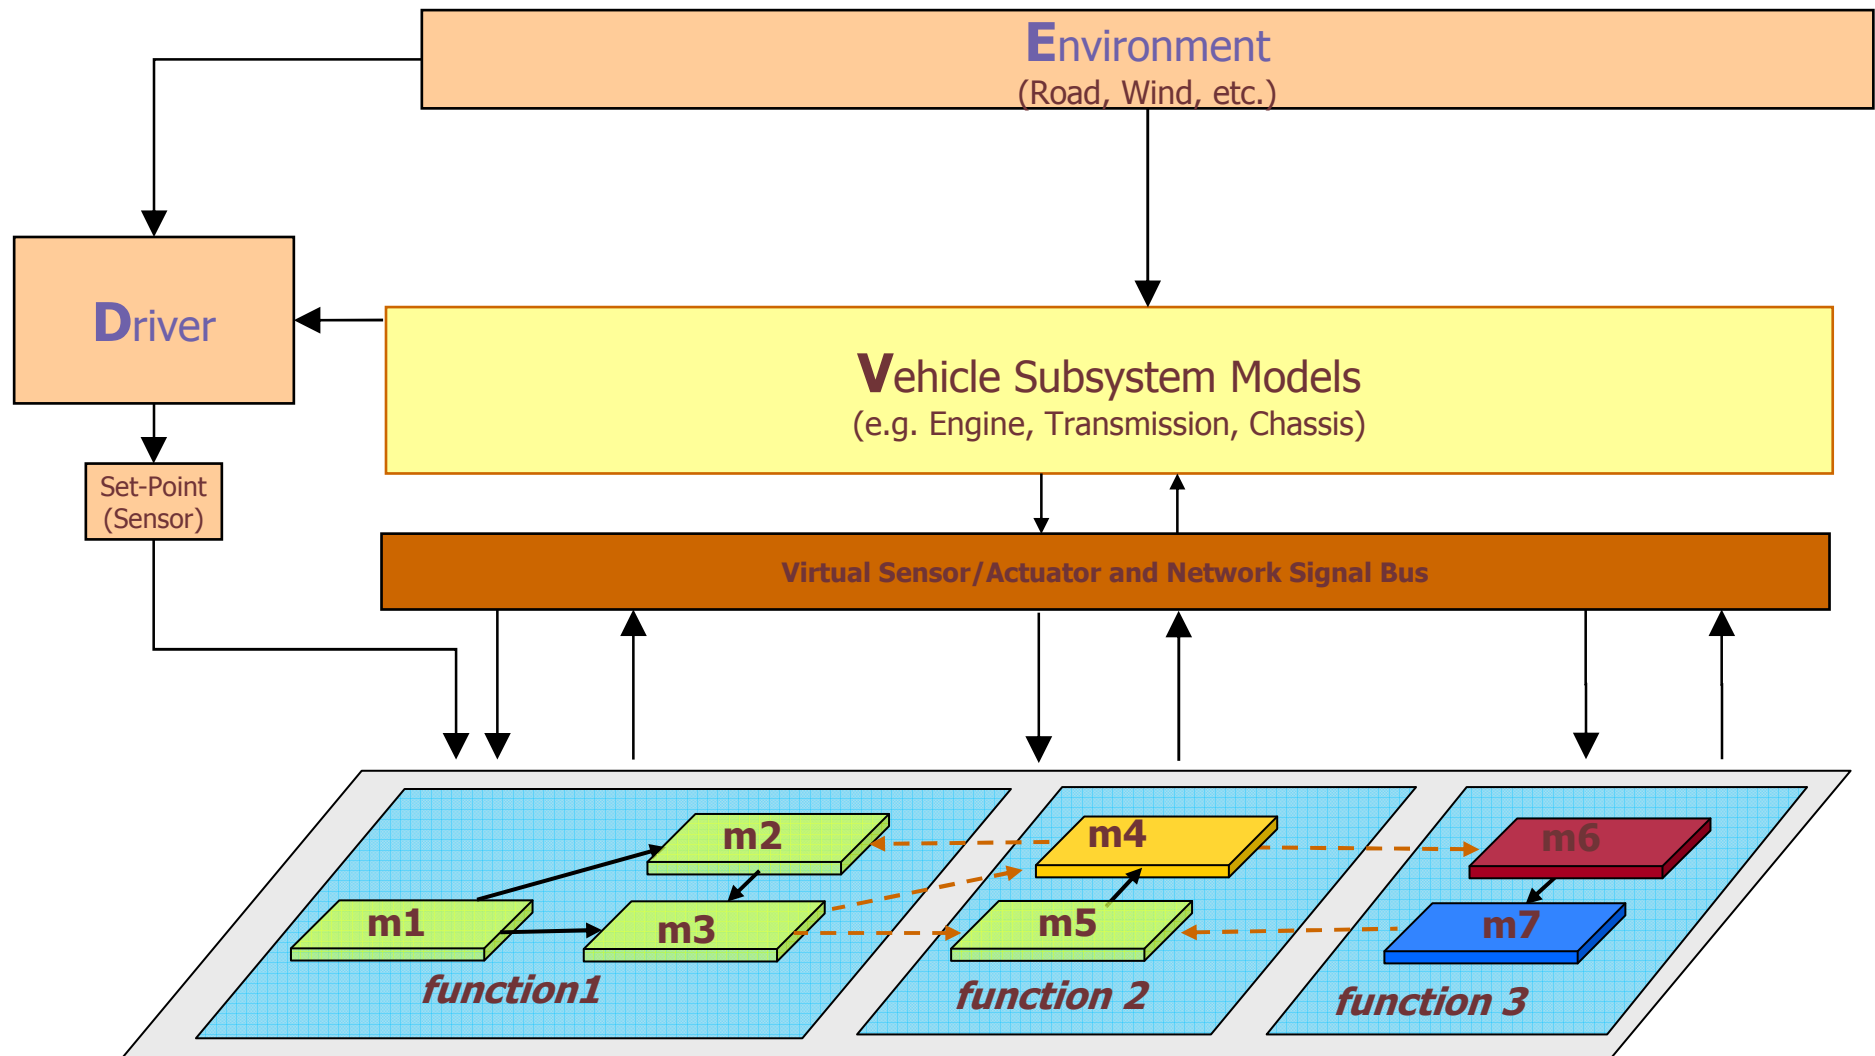 Environment
(Road, Wind, etc.)
Driver
Vehicle Subsystem Models
(e.g. Engine, Transmission, Chassis)
Set-Point
(Sensor)
Virtual Sensor/Actuator and Network Signal Bus
m2
m4
m6
m1
m3
m5
m7
function1
function 2
function 3